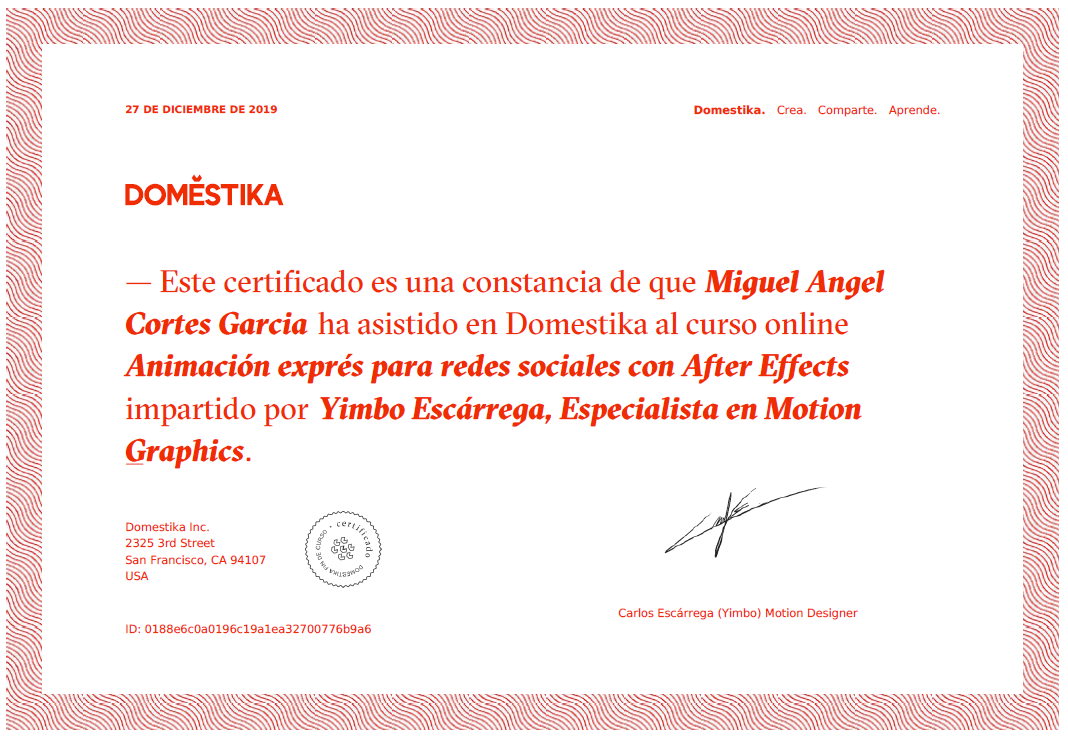 27 DE DICIEMBRE DE 2019
Domestika. Crea. Comparte. Aprende.
DOMĚSTIKA
— Este certificado es una constancia de que Miguel Angel
Cortes Garcia ha asistido en Domestika al curso online
Animación exprés para redes sociales con After Effects
impartido por Yimbo Escárrega, Especialista en Motion
Graphics.
Domestika Inc.
2325 3rd Street
San Francisco, CA 94107
USA
certificado
DOMESTIKA FIN DE CURSO
Carlos Escárrega (Yimbo) Motion Designer
ID: 0188e6c0a0196c19a1ea32700776b9a6